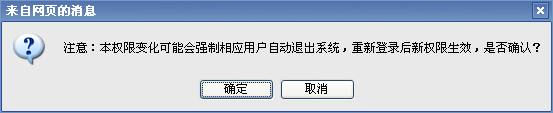 来自网页的消息
注意：本权限变化可能会强制相应用户自动退出系统，重新登录后新权限生效，是否确认？
确定
取消